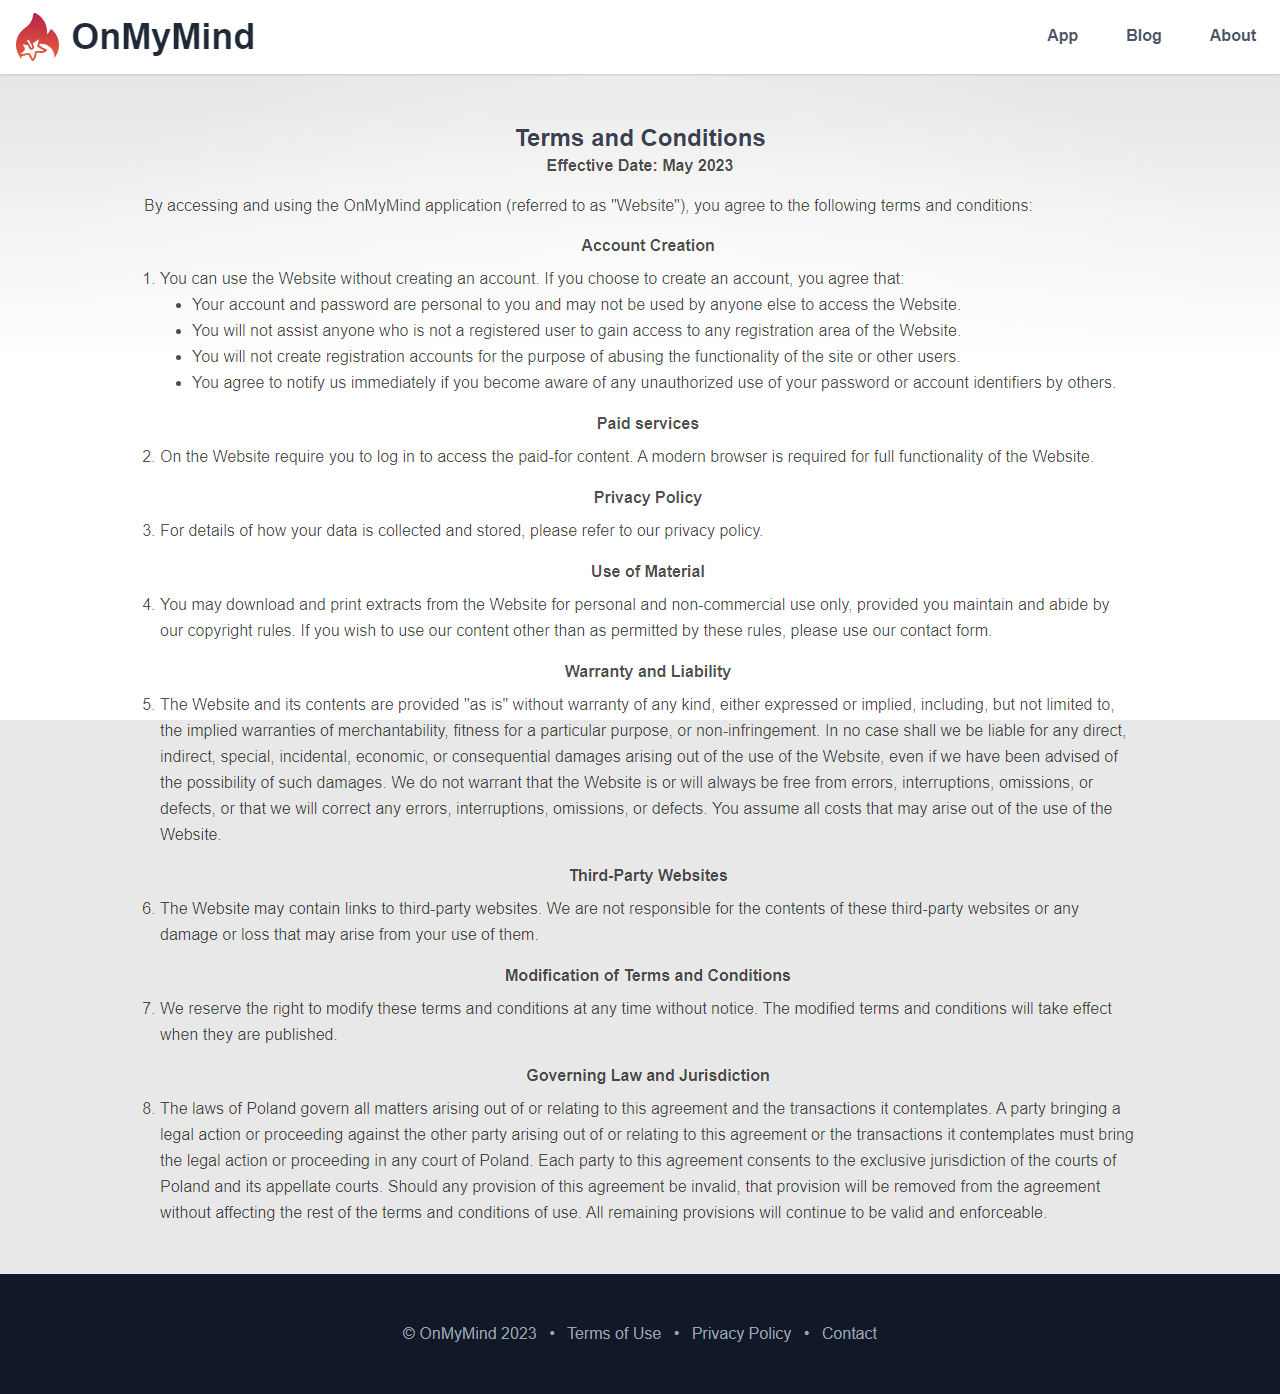 OnMyMind
App Blog About
Terms and Conditions
Effective Date: May 2023
By accessing and using the OnMyMind application (referred to as "Website"), you agree to the following terms and conditions:
Account Creation
1. You can use the Website without creating an account. If you choose to create an account, you agree that:
• Your account and password are personal to you and may not be used by anyone else to access the Website.
• You will not assist anyone who is not a registered user to gain access to any registration area of the Website.
• You will not create registration accounts for the purpose of abusing the functionality of the site or other users.
• You agree to notify us immediately if you become aware of any unauthorized use of your password or account identifiers by others.
Paid services
2. On the Website require you to log in to access the paid-for content. A modern browser is required for full functionality of the Website.
Privacy Policy
3. For details of how your data is collected and stored, please refer to our privacy policy.
Use of Material
4. You may download and print extracts from the Website for personal and non-commercial use only, provided you maintain and abide by
our copyright rules. If you wish to use our content other than as permitted by these rules, please use our contact form.
Warranty and Liability
5. The Website and its contents are provided "as is" without warranty of any kind, either expressed or implied, including, but not limited to,
the implied warranties of merchantability, fitness for a particular purpose, or non-infringement. In no case shall we be liable for any direct,
indirect, special, incidental, economic, or consequential damages arising out of the use of the Website, even if we have been advised of
the possibility of such damages. We do not warrant that the Website is or will always be free from errors, interruptions, omissions, or
defects, or that we will correct any errors, interruptions, omissions, or defects. You assume all costs that may arise out of the use of the
Website.
Third-Party Websites
6. The Website may contain links to third-party websites. We are not responsible for the contents of these third-party websites or any
damage or loss that may arise from your use of them.
Modification of Terms and Conditions
7. We reserve the right to modify these terms and conditions at any time without notice. The modified terms and conditions will take effect
when they are published.
Governing Law and Jurisdiction
8. The laws of Poland govern all matters arising out of or relating to this agreement and the transactions it contemplates. A party bringing a
legal action or proceeding against the other party arising out of or relating to this agreement or the transactions it contemplates must bring
the legal action or proceeding in any court of Poland. Each party to this agreement consents to the exclusive jurisdiction of the courts of
Poland and its appellate courts. Should any provision of this agreement be invalid, that provision will be removed from the agreement
without affecting the rest of the terms and conditions of use. All remaining provisions will continue to be valid and enforceable.
© OnMyMind 2023 • Terms of Use • Privacy Policy • Contact